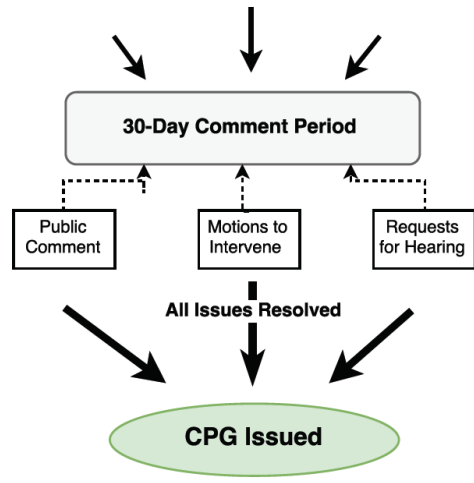 30-Day Comment Period
Public
Comment
Motions to
Intervene
Requests
for Hearing
All Issues Resolved
CPG Issued